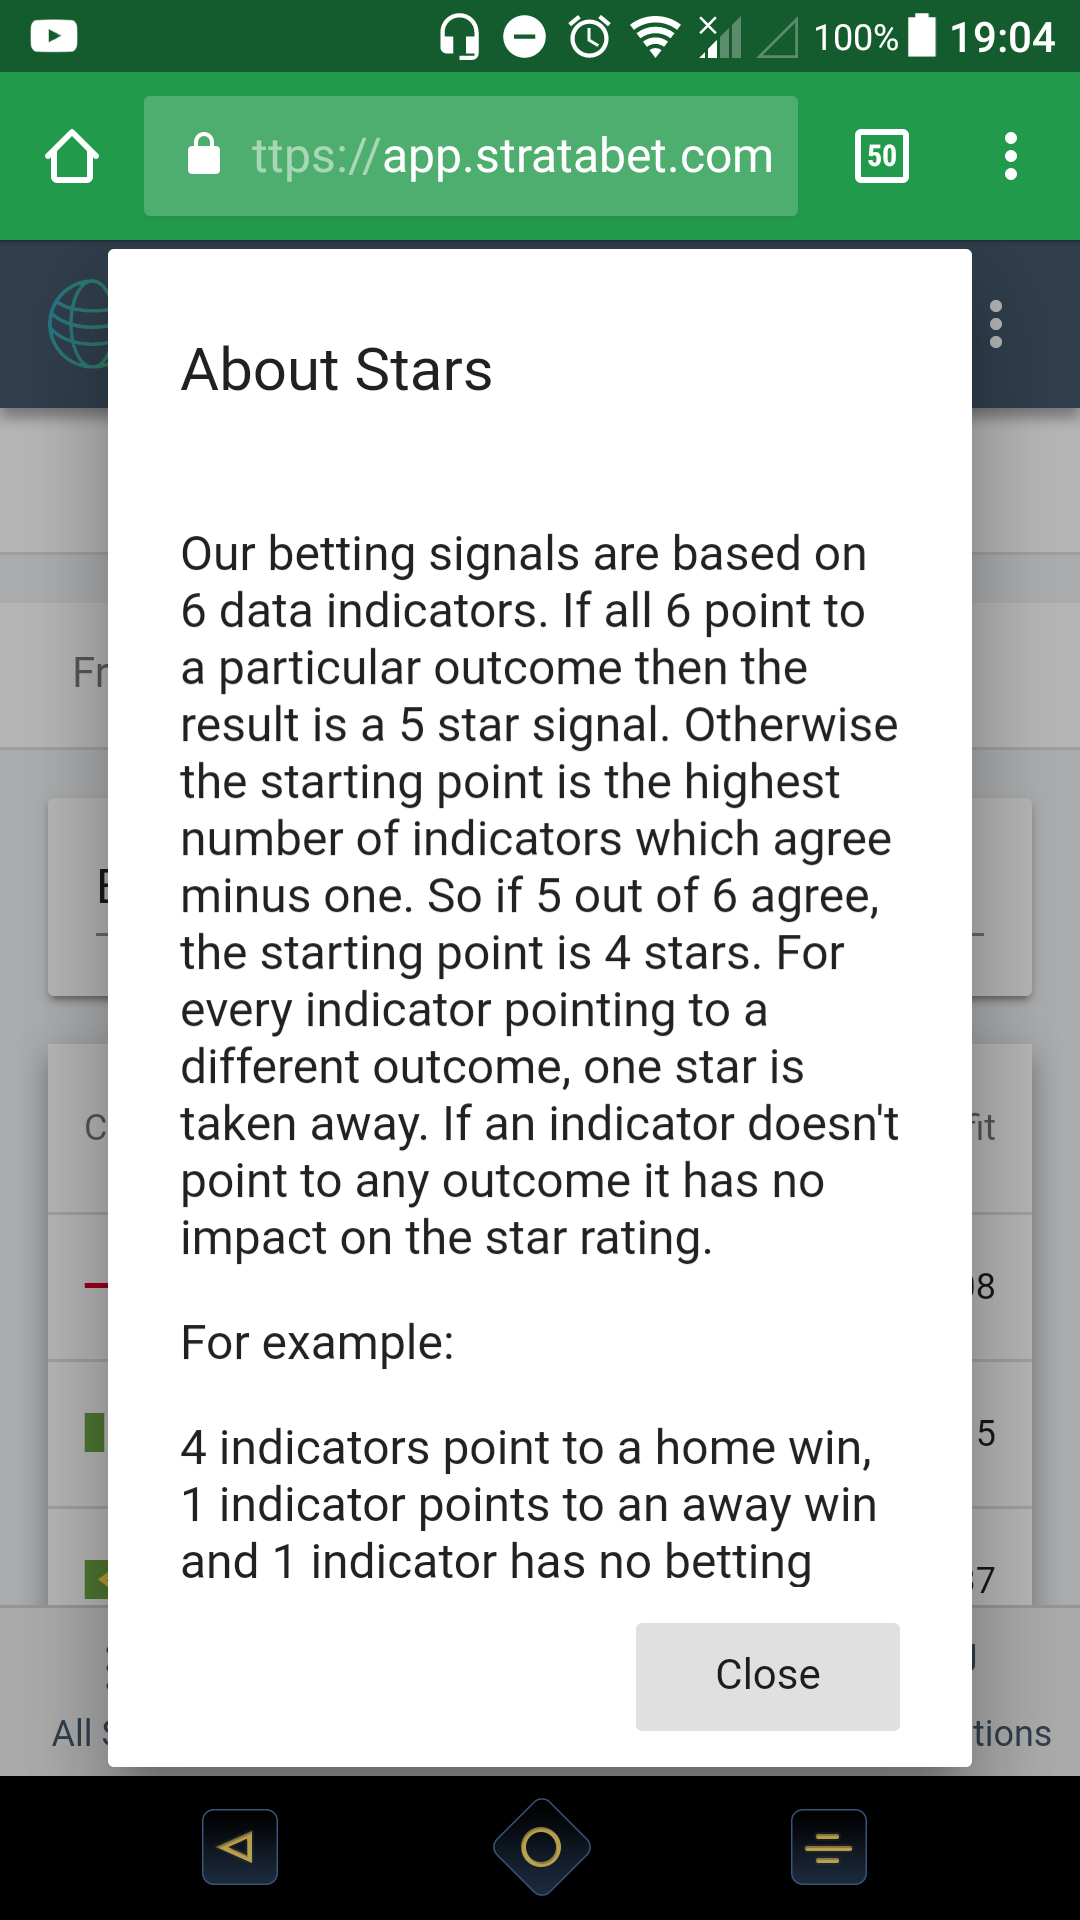 100% 19:04
ttps://app.stratabet.com
50
About Stars
Our betting signals are based on
6 data indicators. If all 6 point to
a particular outcome then the
result is a 5 star signal. Otherwise
the starting point is the highest
number of indicators which agree
minus one. So if 5 out of 6 agree,
the starting point is 4 stars. For
every indicator pointing to a
different outcome, one star is
taken away. If an indicator doesn't
point to any outcome it has no
impact on the star rating.
For example:
4 indicators point to a home win,
1 indicator points to an away win
and 1 indicator has no betting
Close
Fr
C
fit
8
5
7
All
tions